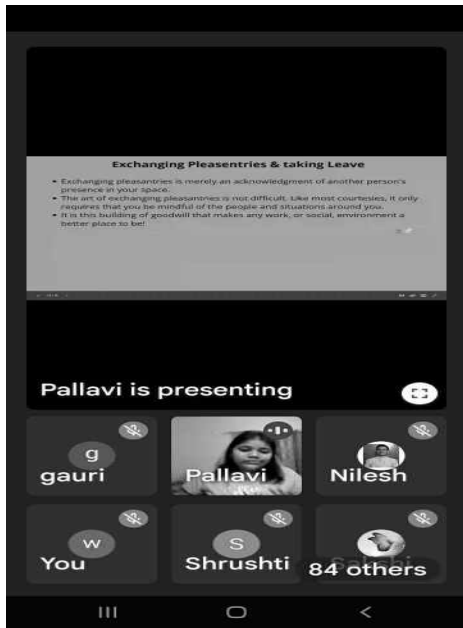 Exchanging Pleasentries & taking Leave
• Exchanging pleasantries is merely an acknowledgment of another person's
presence in your space.
• The art of exchanging pleasantries is not difficult. Like most courtesies, it only
requires that you be mindful of the people and situations around you.
• It is this building of goodwill that makes any work, or social, environment a
better place to be!
Pallavi is presenting
g
gauri
Pallavi
Nilesh
W
You
S
Shrushti
84 others